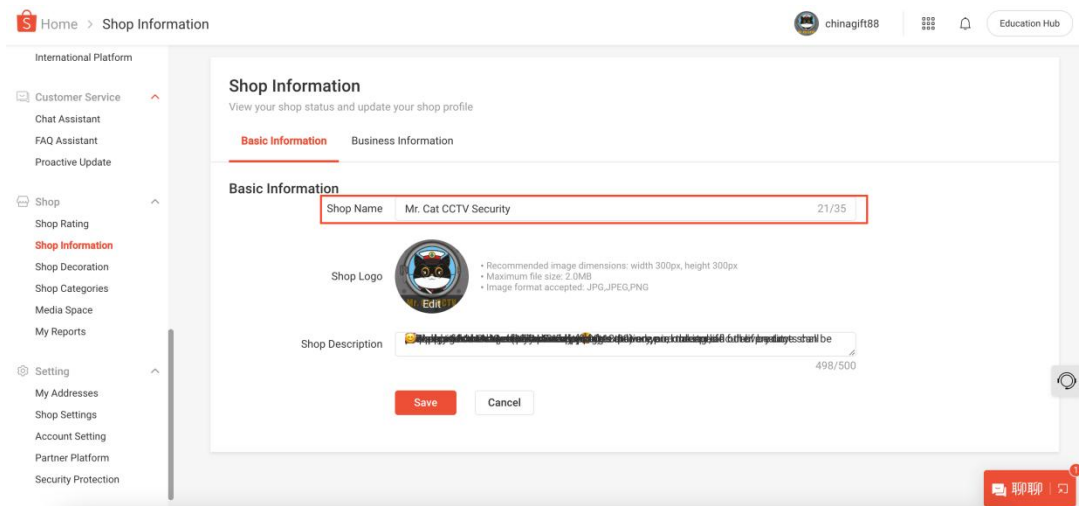 Home > Shop Information
chinagift88
Education Hub
International Platform
Customer Service
Chat Assistant
FAQ Assistant
Proactive Update
Shop
Shop Rating
Shop Information
Shop Decoration
Shop Categories
Media Space
My Reports
Setting
My Addresses
Shop Settings
Account Setting
Partner Platform
Security Protection
Shop Information
View your shop status and update your shop profile
Basic Information Business Information
Basic Information
Shop Name Mr. Cat CCTV Security 21/35
Shop Logo
Edit
• Recommended image dimensions: width 300px, height 300px
• Maximum file size: 2.0MB
• Image format accepted: JPG,JPEG,PNG
Shop Description
shall be
498/500
Save Cancel
聊聊
1